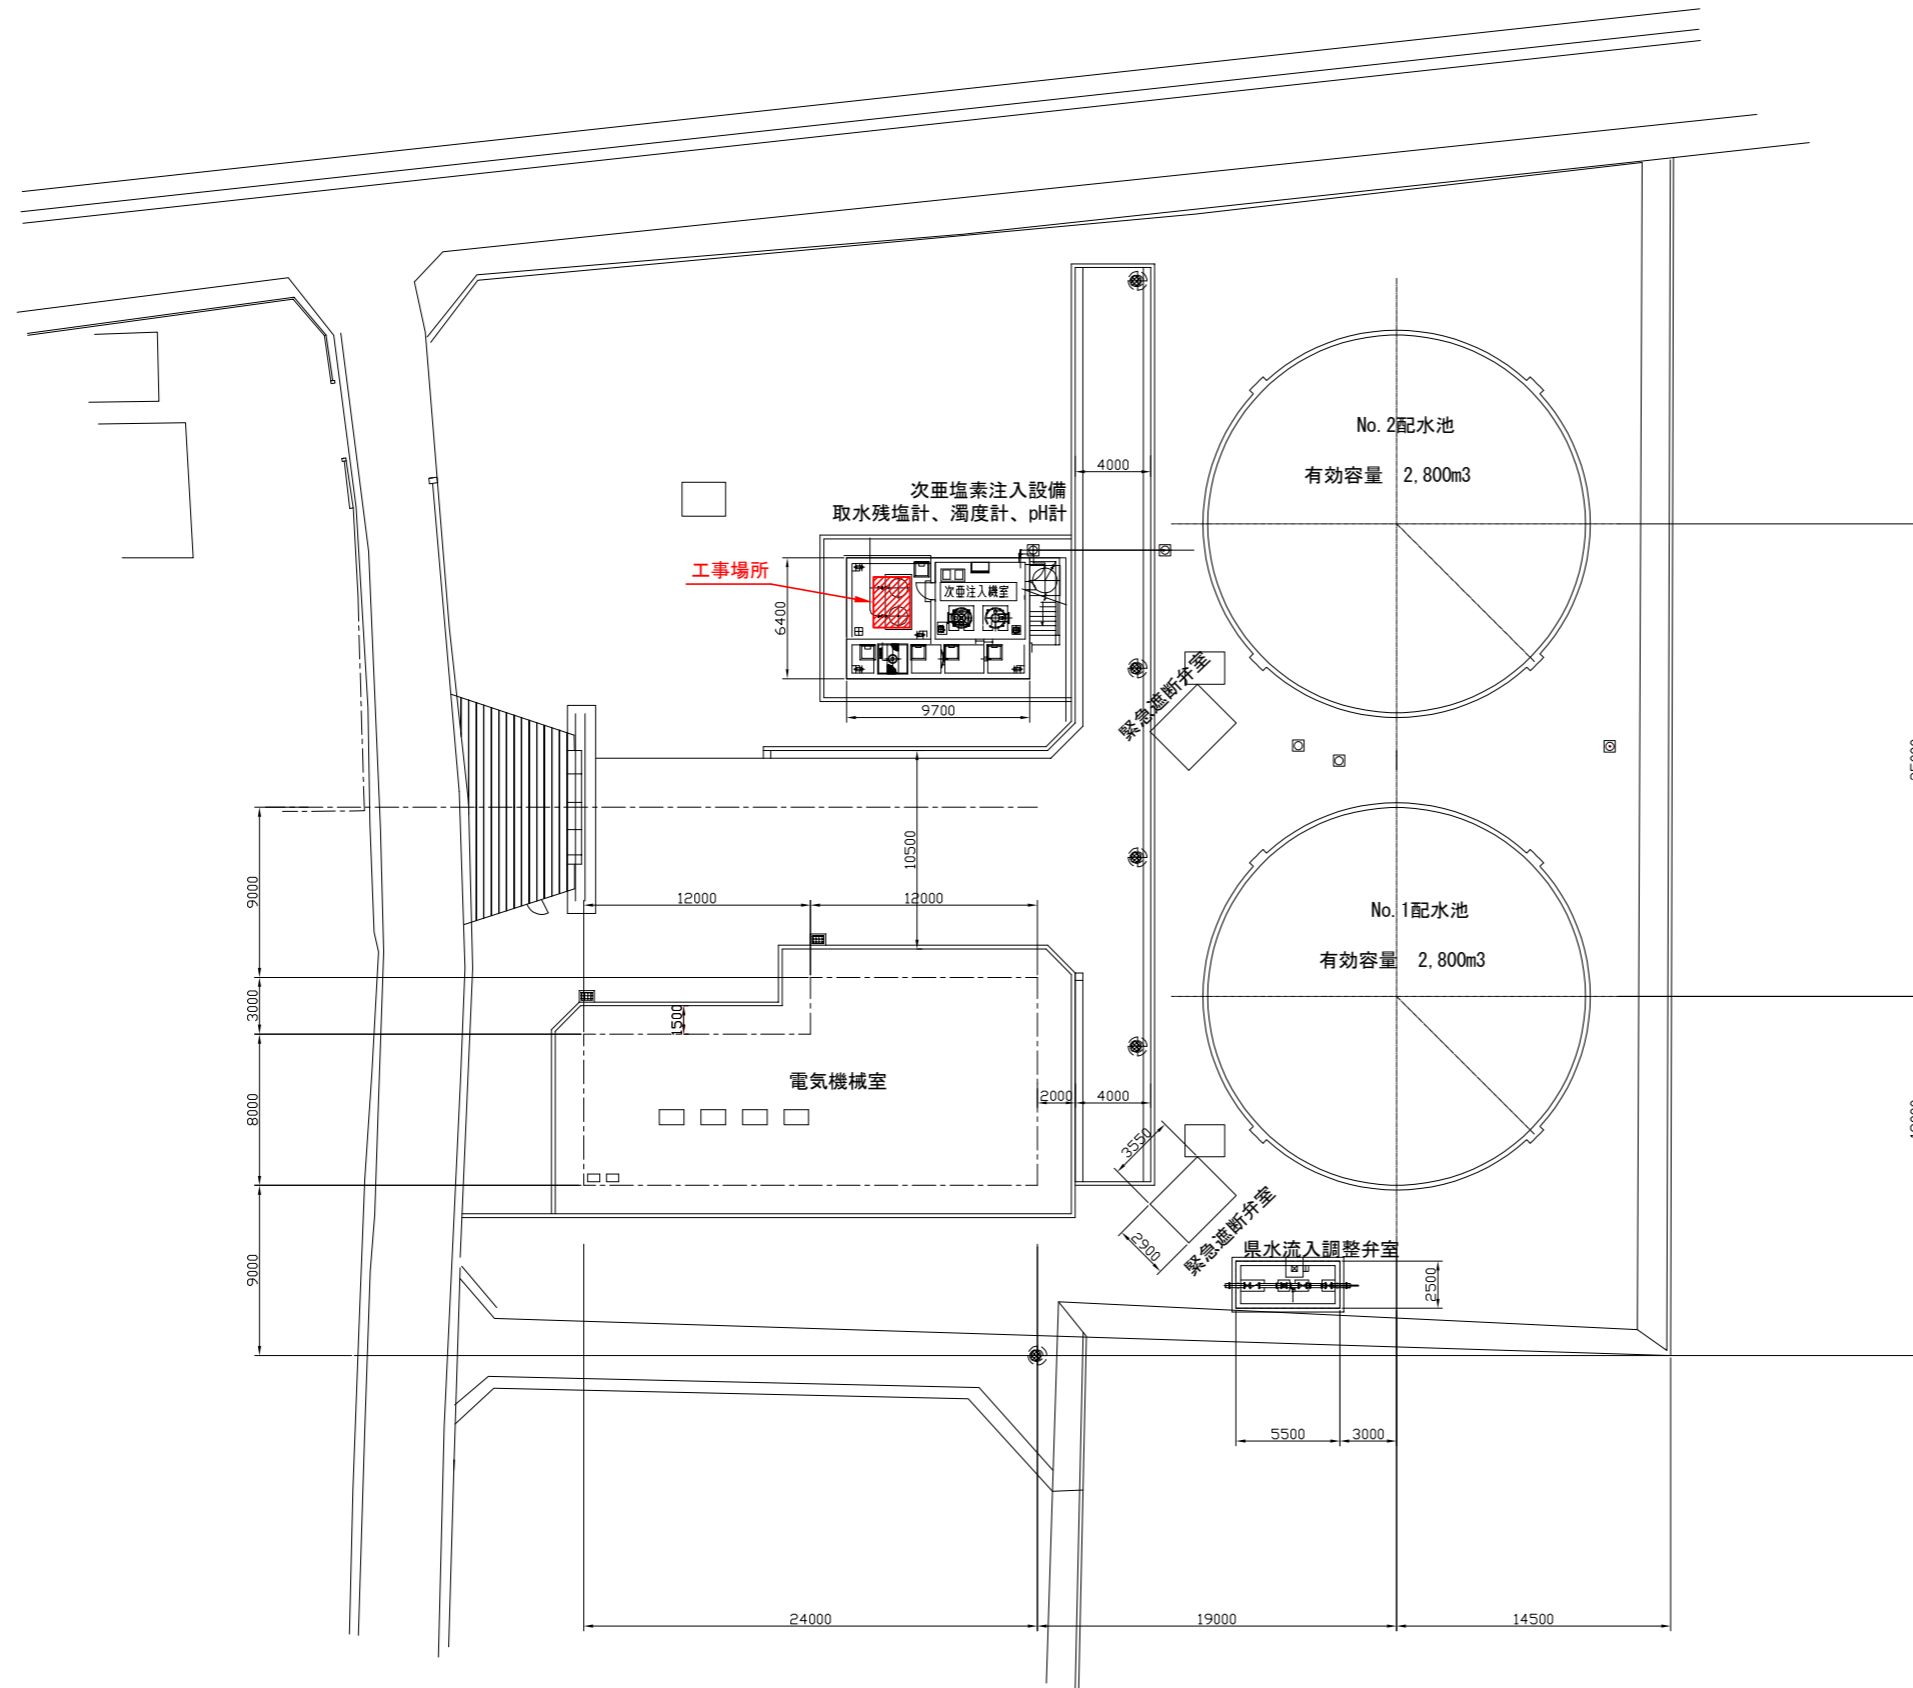 No.2配水池
有効容量 2,800m3
4000
次亜塩素注入設備
取水残塩計、濁度計、pH計
工事場所
次亜注入機室
6400
9700
緊急遮断弁室
10500
9000
12000
12000
No.1配水池
有効容量 2,800m3
3000
1500
電気機械室
8000
2000
4000
3550
2900
緊急遮断弁室
県水流入調整弁室
2500
9000
5500
3000
24000
19000
14500